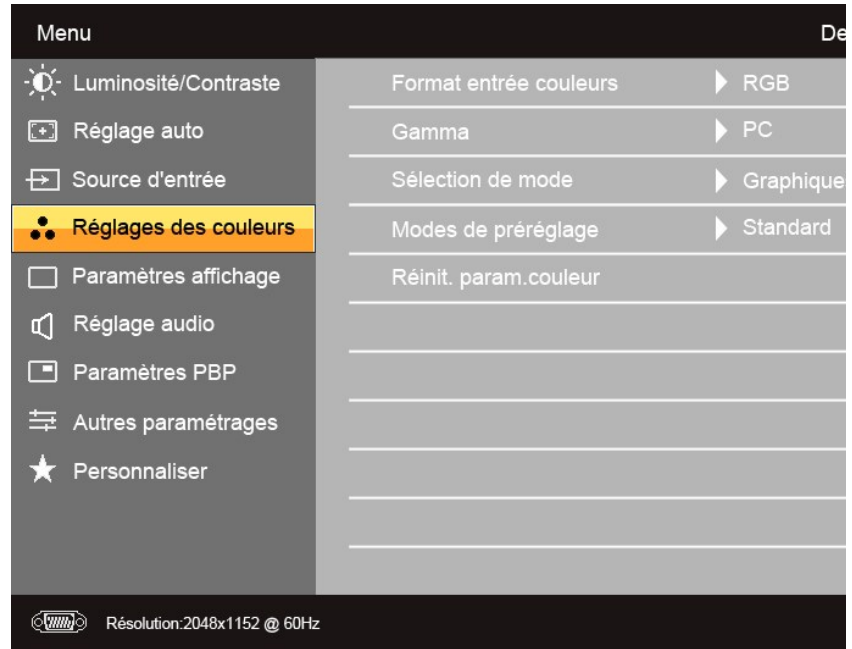 Menu
De
Luminosité/Contraste
Réglage auto
Source d'entrée
Réglages des couleurs
Paramètres affichage
Réglage audio
Paramètres PBP
Autres paramétrages
Personnaliser
Format entrée couleurs RGB
Gamma PC
Sélection de mode Graphique
Modes de préréglage Standard
Réinit. param.couleur
Résolution:2048x1152 @ 60Hz